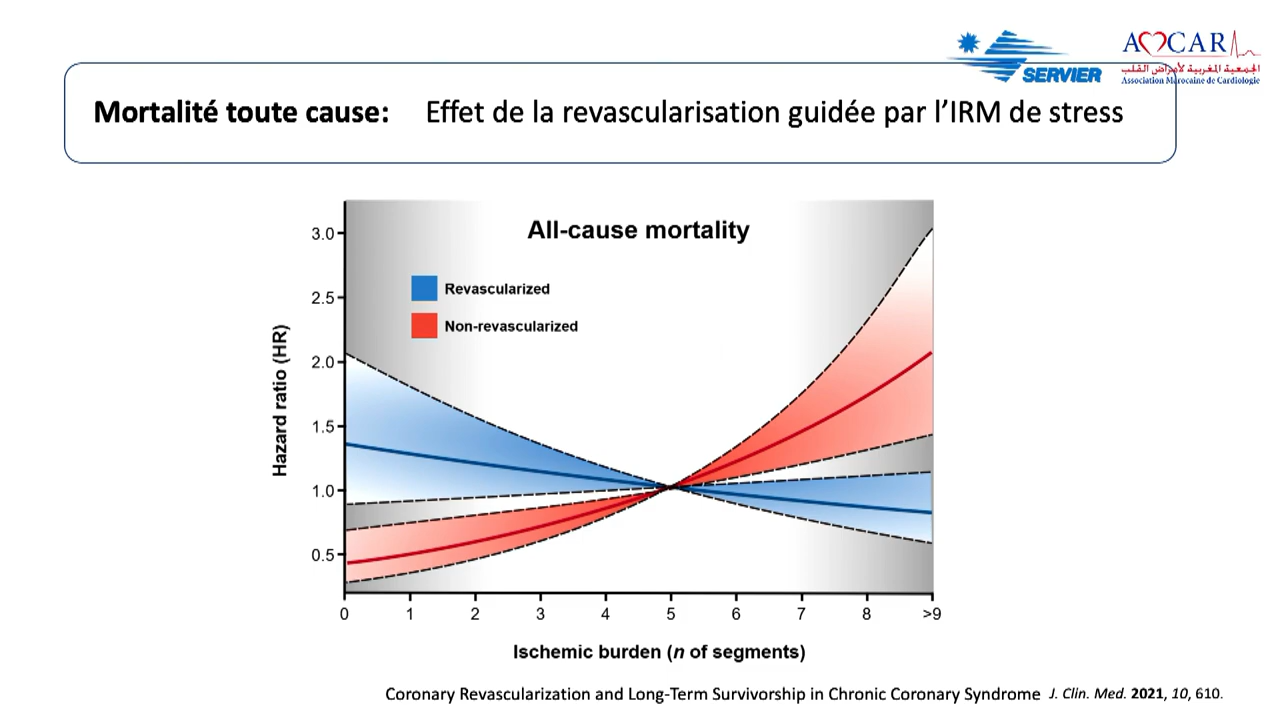 SERVIER
AMCAR
الجمعية المغربية لأمراض القلب
Association Marocaine de Cardiologie
Mortalité toute cause: Effet de la revascularisation guidée par l’IRM de stress
All-cause mortality
Revascularized
Non-revascularized
Hazard ratio (HR)
3.0
2.5
2.0
1.5
1.0
0.5
0 1 2 3 4 5 6 7 8 >9
Ischemic burden (n of segments)
Coronary Revascularization and Long-Term Survivorship in Chronic Coronary Syndrome J. Clin. Med. 2021, 10, 610.